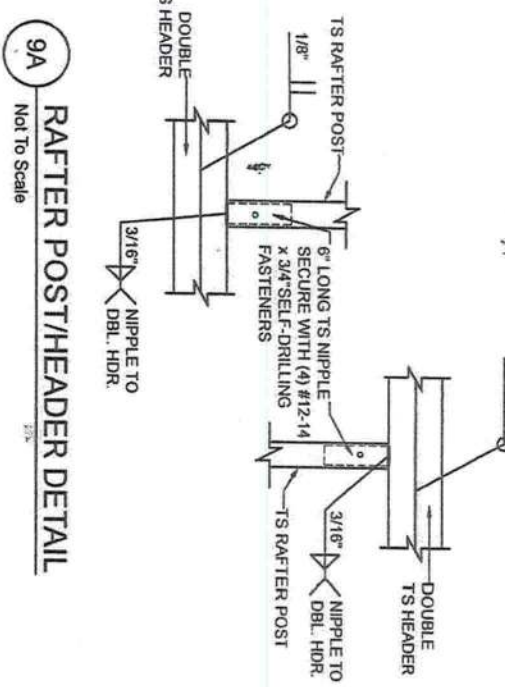 TS RAFTER POST
1/8"
DOUBLE
HEADER
3/16"
NIPPLE TO
DBL. HDR.
6" LONG TS NIPPLE
SECURE WITH (4) #12-14
x 3/4"SELF-DRILLING
FASTENERS
DOUBLE
TS HEADER
3/16"
NIPPLE TO
DBL. HDR.
TS RAFTER POST
9A
RAFTER POST/HEADER DETAIL
Not To Scale